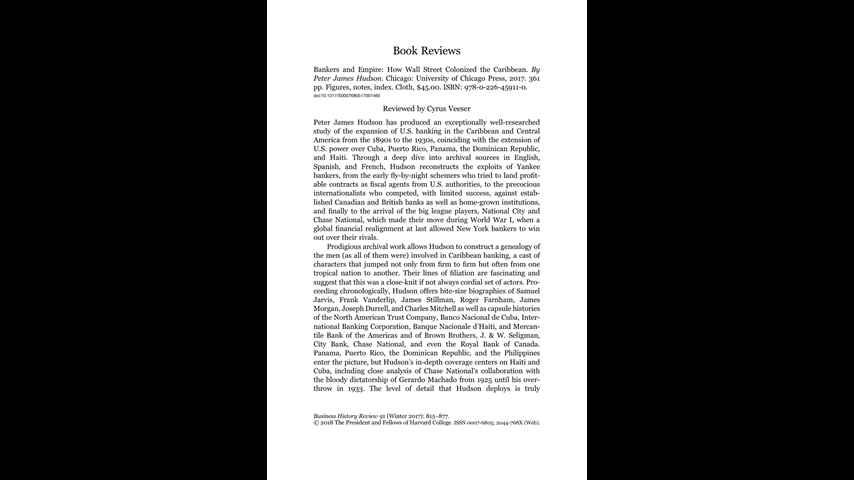 Book Reviews
Bankers and Empire: How Wall Street Colonized the Caribbean. By
Peter James Hudson. Chicago: University of Chicago Press, 2017. 361
pp. Figures, notes, index. Cloth, $45.00. ISBN: 978-0-226-45911-0.
doi:10.1017/S0007680517001465
Reviewed by Cyrus Veeser
Peter James Hudson has produced an exceptionally well-researched
study of the expansion of U.S. banking in the Caribbean and Central
America from the 1890s to the 1930s, coinciding with the extension of
U.S. power over Cuba, Puerto Rico, Panama, the Dominican Republic,
and Haiti. Through a deep dive into archival sources in English,
Spanish, and French, Hudson reconstructs the exploits of Yankee
bankers, from the early fly-by-night schemers who tried to land profit-
able contracts as fiscal agents from U.S. authorities, to the precocious
internationalists who competed, with limited success, against estab-
lished Canadian and British banks as well as home-grown institutions,
and finally to the arrival of the big league players, National City and
Chase National, which made their move during World War I, when a
global financial realignment at last allowed New York bankers to win
out over their rivals.
Prodigious archival work allows Hudson to construct a genealogy of
the men (as all of them were) involved in Caribbean banking, a cast of
characters that jumped not only from firm to firm but often from one
tropical nation to another. Their lines of filiation are fascinating and
suggest that this was a close-knit if not always cordial set of actors. Pro-
ceeding chronologically, Hudson offers bite-size biographies of Samuel
Jarvis, Frank Vanderlip, James Stillman, Roger Farnham, James
Morgan, Joseph Durrell, and Charles Mitchell as well as capsule histories
of the North American Trust Company, Banco Nacional de Cuba, Inter-
national Banking Corporation, Banque Nacionale d'Haiti, and Mercan-
tile Bank of the Americas and of Brown Brothers, J. & W. Seligman,
City Bank, Chase National, and even the Royal Bank of Canada.
Panama, Puerto Rico, the Dominican Republic, and the Philippines
enter the picture, but Hudson's in-depth coverage centers on Haiti and
Cuba, including close analysis of Chase National's collaboration with
the bloody dictatorship of Gerardo Machado from 1925 until his over-
throw in 1933. The level of detail that Hudson deploys is truly
Business History Review 91 (Winter 2017): 815–877.
© 2018 The President and Fellows of Harvard College. ISSN 0007-6805; 2044-768X (Web).